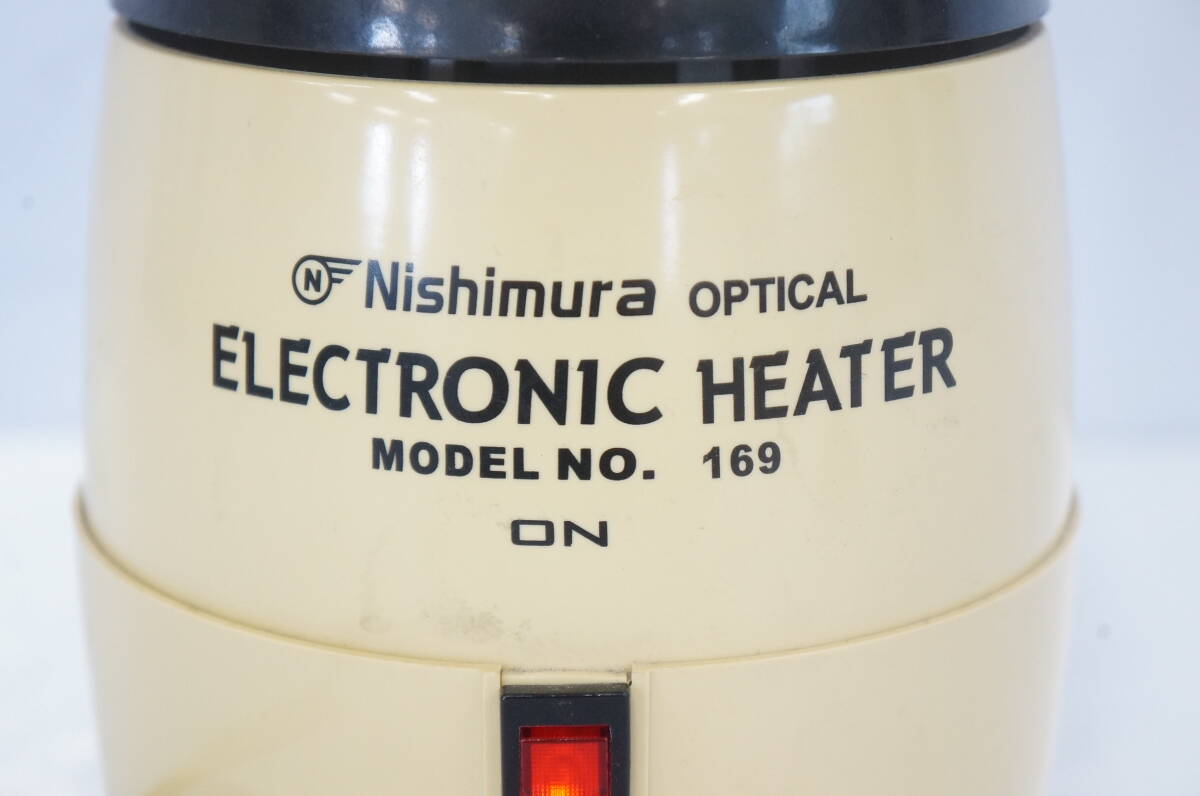 N Nishimura OPTICAL
ELECTRONIC HEATER
MODEL NO. 169
ON